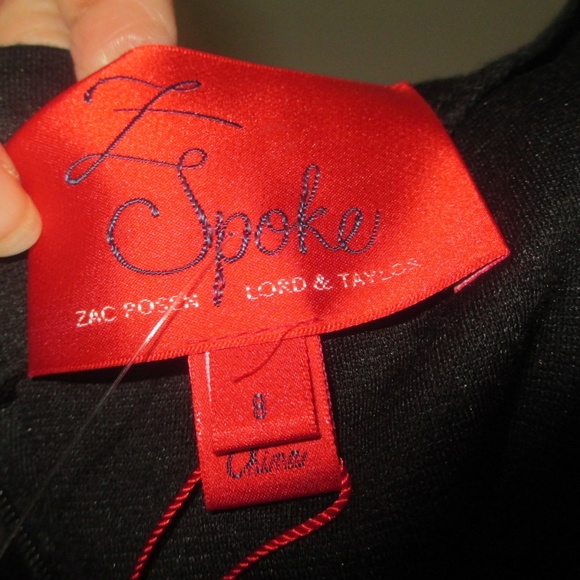 Z
Spoke
ZAC POSEN LORD & TAYLOR
8
China